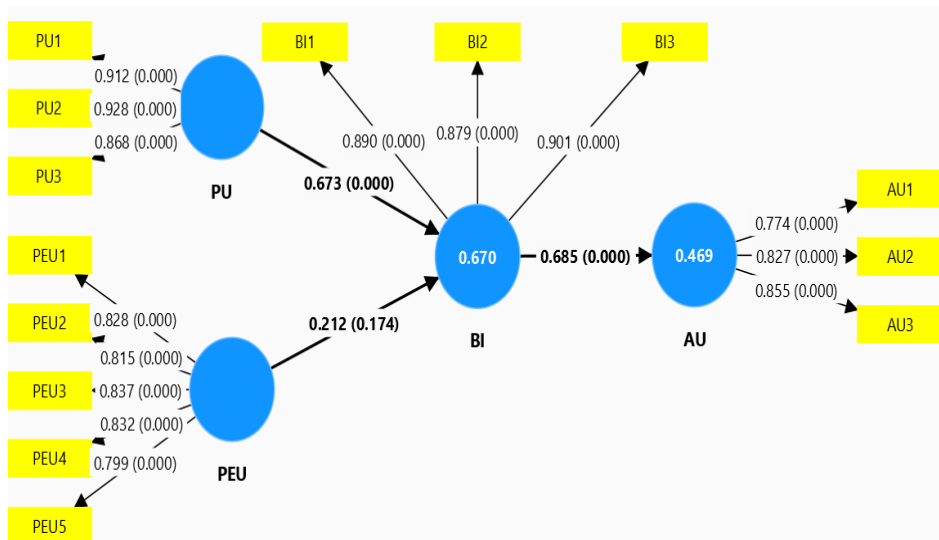 PU1
PU2
PU3
0.912 (0.000)
0.928 (0.000)
0.868 (0.000)
PU
BI1
BI2
BI3
0.890 (0.000)
0.879 (0.000)
0.901 (0.000)
0.673 (0.000)
PEU1
PEU2
PEU3
PEU4
PEU5
0.828 (0.000)
0.815 (0.000)
0.837 (0.000)
0.832 (0.000)
0.799 (0.000)
PEU
0.212 (0.174)
0.670
BI
0.685 (0.000)
0.469
AU
0.774 (0.000)
0.827 (0.000)
0.855 (0.000)
AU1
AU2
AU3